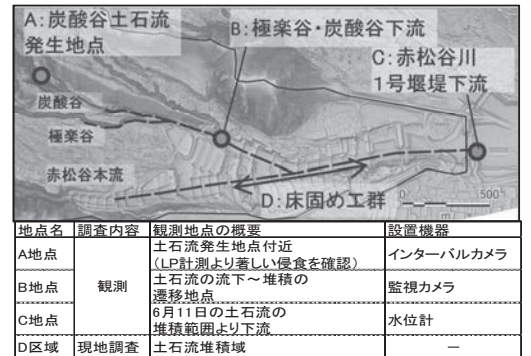 A:炭酸谷土石流
発生地点
B:極楽谷・炭酸谷下流
C:赤松谷川
1号堰堤下流
炭酸谷
極楽谷
赤松谷本流
D:床固め工群
0 500
m
地点名 調査内容 観測地点の概要 設置機器
A地点 土石流発生地点付近
(LP計測より著しい侵食を確認) インターバルカメラ
B地点 観測 土石流の流下~堆積の
遷移地点 監視カメラ
C地点 6月11日の土石流の
堆積範囲より下流 水位計
D区域 現地調査 土石流堆積域 －